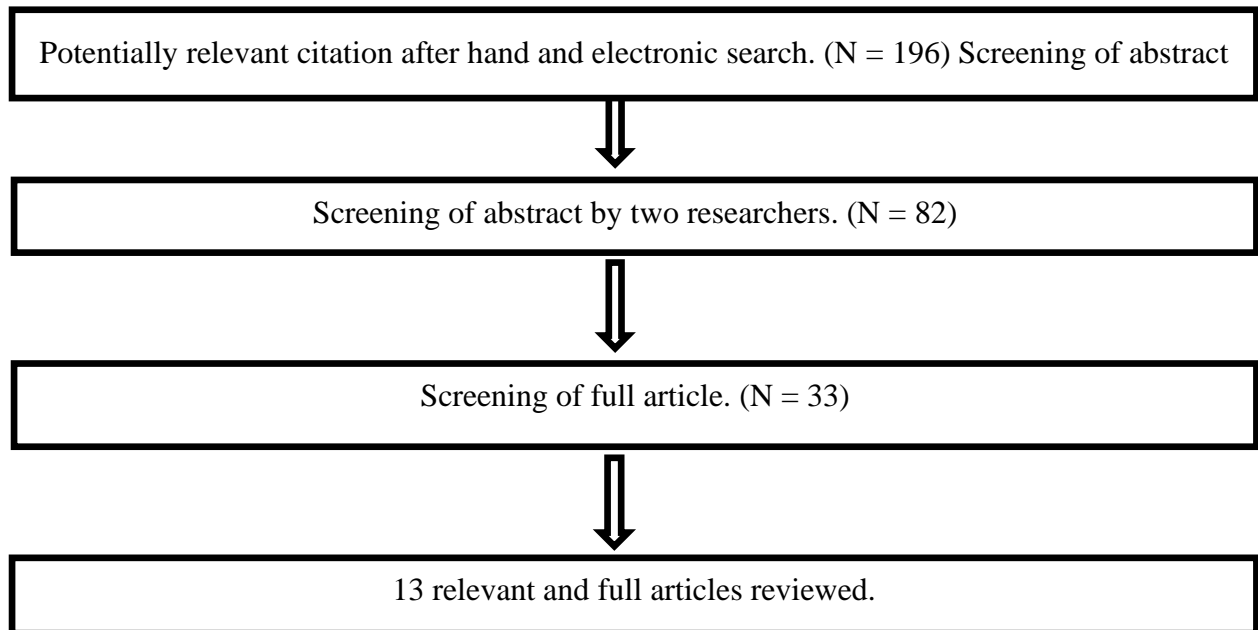 Potentially relevant citation after hand and electronic search. (N = 196) Screening of abstract
Screening of abstract by two researchers. (N = 82)
Screening of full article. (N = 33)
13 relevant and full articles reviewed.